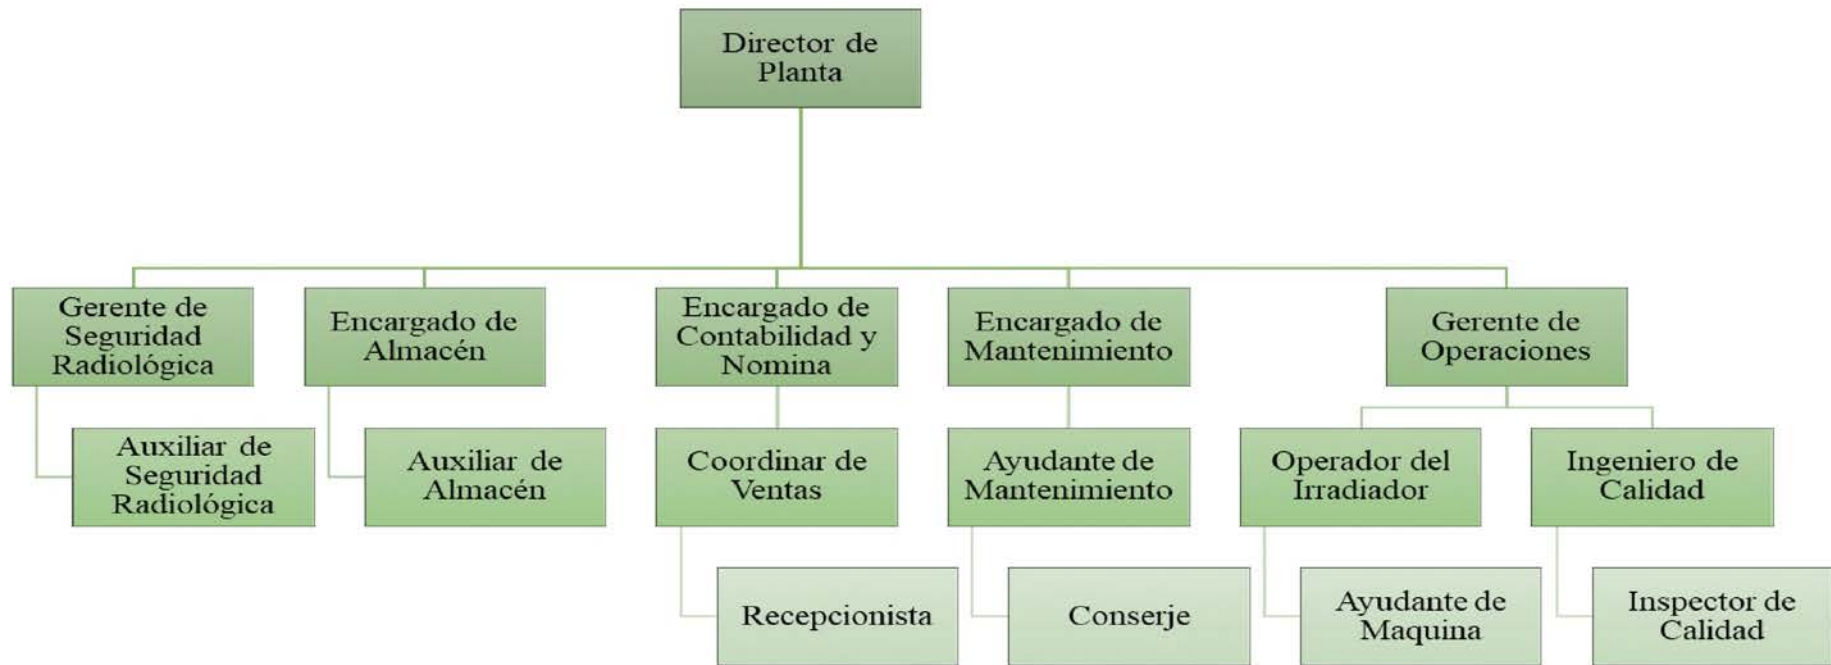 Director de
Planta
Gerente de
Seguridad
Radiológica
Encargado de
Almacén
Encargado de
Contabilidad y
Nomina
Encargado de
Mantenimiento
Gerente de
Operaciones
Auxiliar de
Seguridad
Radiológica
Auxiliar de
Almacén
Coordinar de
Ventas
Ayudante de
Mantenimiento
Operador del
Irradiador
Ingeniero de
Calidad
Recepcionista
Conserje
Ayudante de
Maquina
Inspector de
Calidad